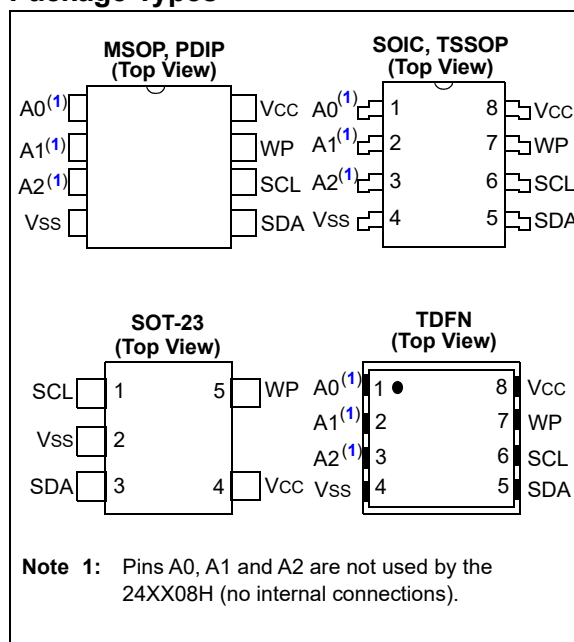 Package Types
MSOP, PDIP
(Top View)
A0(1) VCC
A1(1) WP
A2(1) SCL
VSS SDA
SOIC, TSSOP
(Top View)
A0(1) 1 8 VCC
A1(1) 2 7 WP
A2(1) 3 6 SCL
VSS 4 5 SDA
SOT-23
(Top View)
SCL 1 5 WP
VSS 2
SDA 3 4 VCC
TDFN
(Top View)
A0(1) 1 8 VCC
A1(1) 2 7 WP
A2(1) 3 6 SCL
VSS 4 5 SDA
Note 1: Pins A0, A1 and A2 are not used by the
24XX08H (no internal connections).